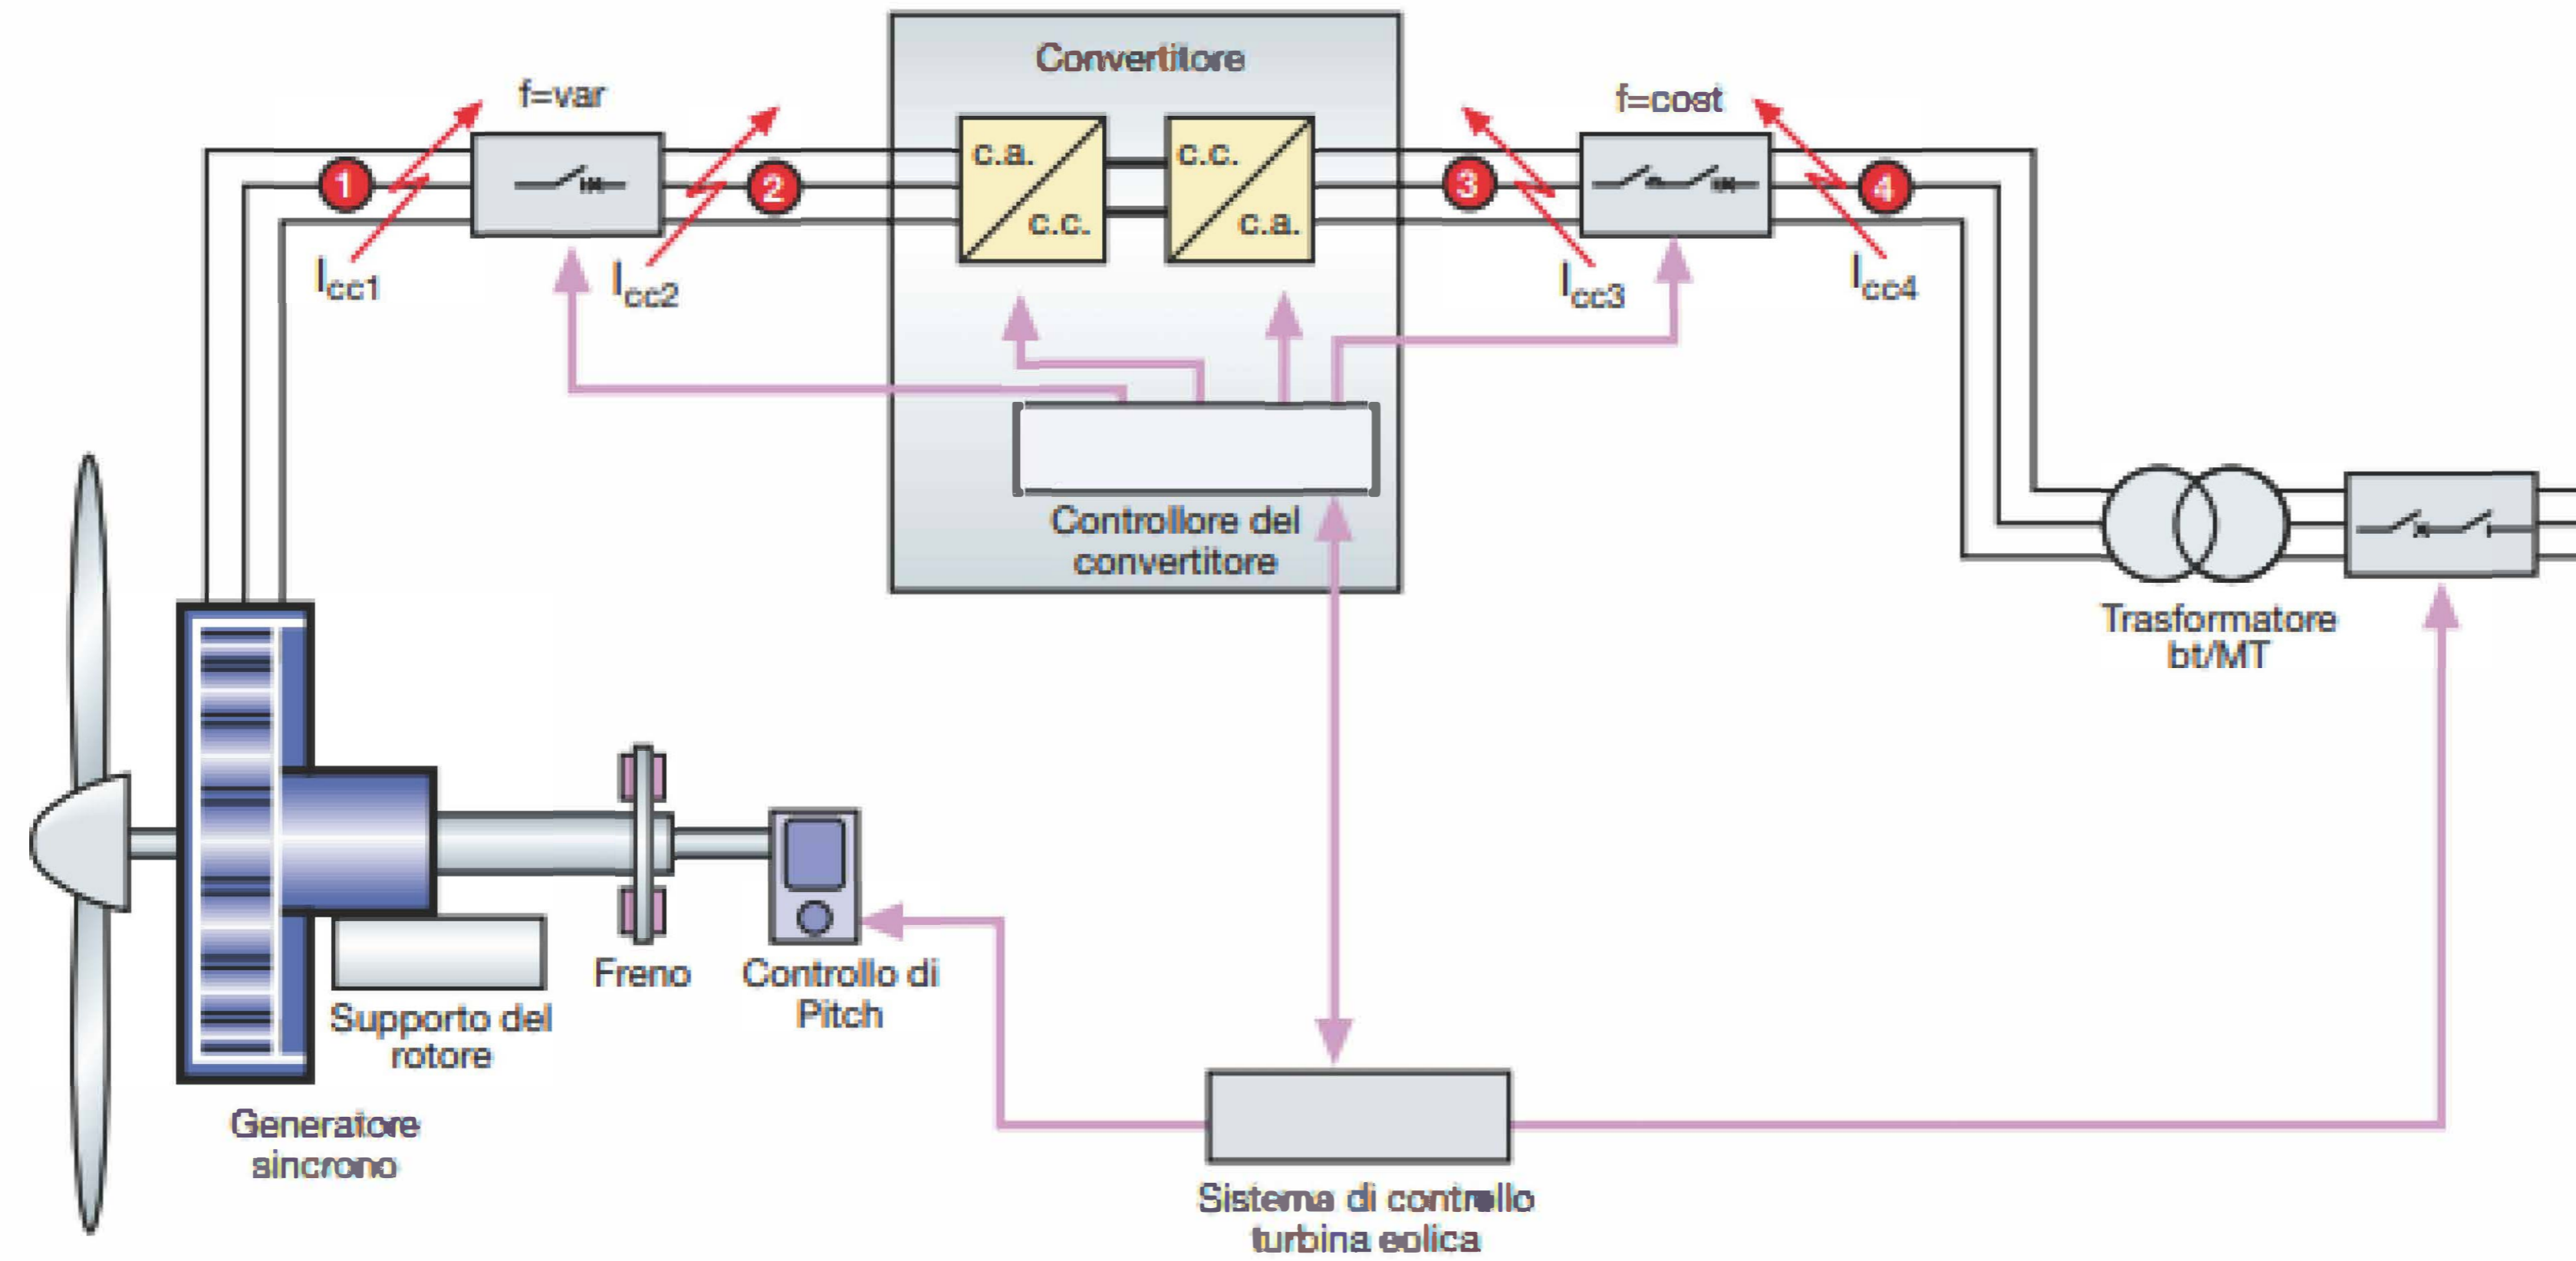 Convertitore
f=var
f=cost
1
2
c.a.
c.c.
c.c.
c.a.
3
4
Icc1
Icc2
Icc3
Icc4
Controllore del
convertitore
Trasformatore
bt/MT
Freno
Controllo di
Pitch
Supporto del
rotore
Generatore
sincrono
Sistema di controllo
turbina eolica